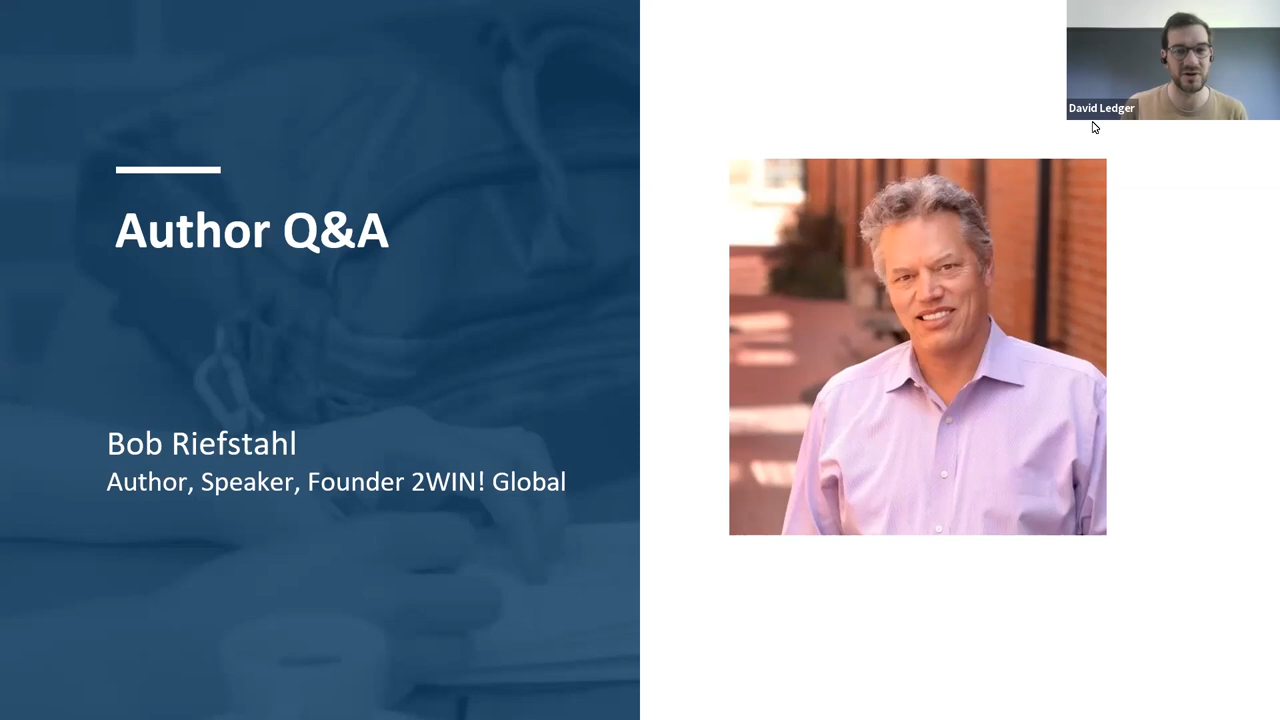 David Ledger
Author Q&A
Bob Riefstahl
Author, Speaker, Founder 2WIN! Global